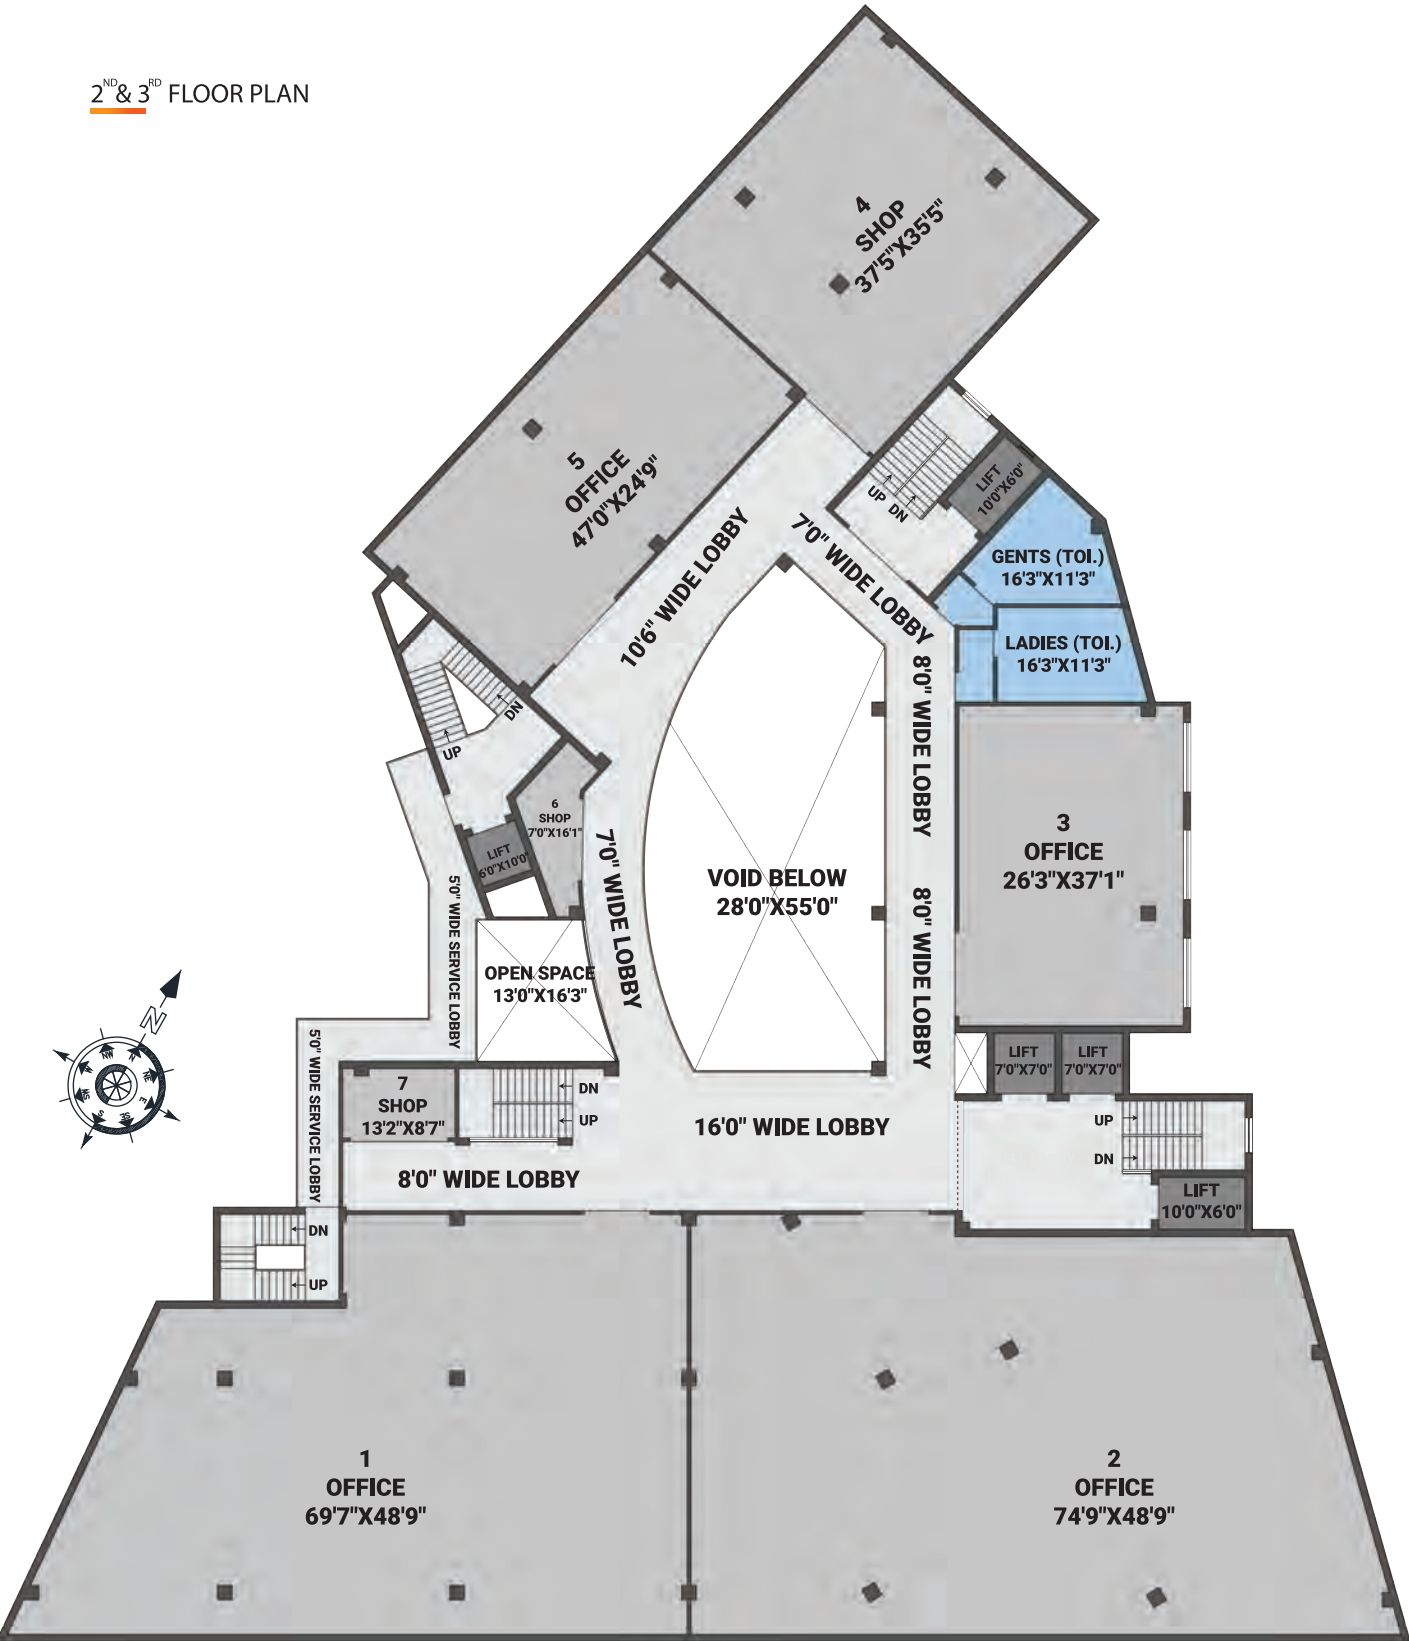 2ND & 3RD FLOOR PLAN
4
SHOP
37'5"X35'5"
5
OFFICE
47'0"X24'9"
UP
DN
LIFT
10'0"X6'0"
GENTS (TOI.)
16'3"X11'3"
LADIES (TOI.)
16'3"X11'3"
10'6" WIDE LOBBY
7'0" WIDE LOBBY
8'0" WIDE LOBBY
8'0" WIDE LOBBY
DN
UP
6
SHOP
7'0"X16'1"
LIFT
6'0"X10'0"
7'0" WIDE LOBBY
VOID BELOW
28'0"X55'0"
3
OFFICE
26'3"X37'1"
5'0" WIDE SERVICE LOBBY
OPEN SPACE
13'0"X16'3"
N
N
NE
E
SE
S
SW
W
NW
5'0" WIDE SERVICE LOBBY
7
SHOP
13'2"X8'7"
DN
UP
LIFT
7'0"X7'0"
LIFT
7'0"X7'0"
16'0" WIDE LOBBY
UP
DN
8'0" WIDE LOBBY
LIFT
10'0"X6'0"
DN
UP
1
OFFICE
69'7"X48'9"
2
OFFICE
74'9"X48'9"